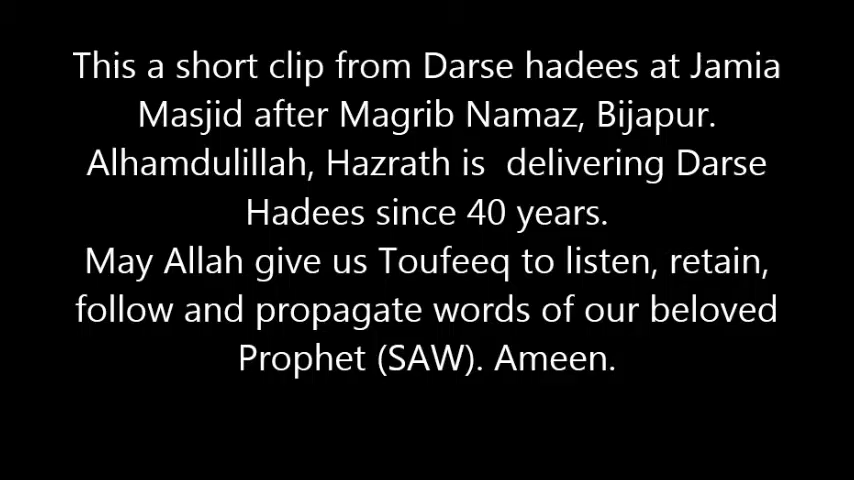 This a short clip from Darse hadees at Jamia
Masjid after Magrib Namaz, Bijapur.
Alhamdulillah, Hazrath is  delivering Darse
Hadees since 40 years.
May Allah give us Toufeeq to listen, retain,
follow and propagate words of our beloved
Prophet (SAW). Ameen.